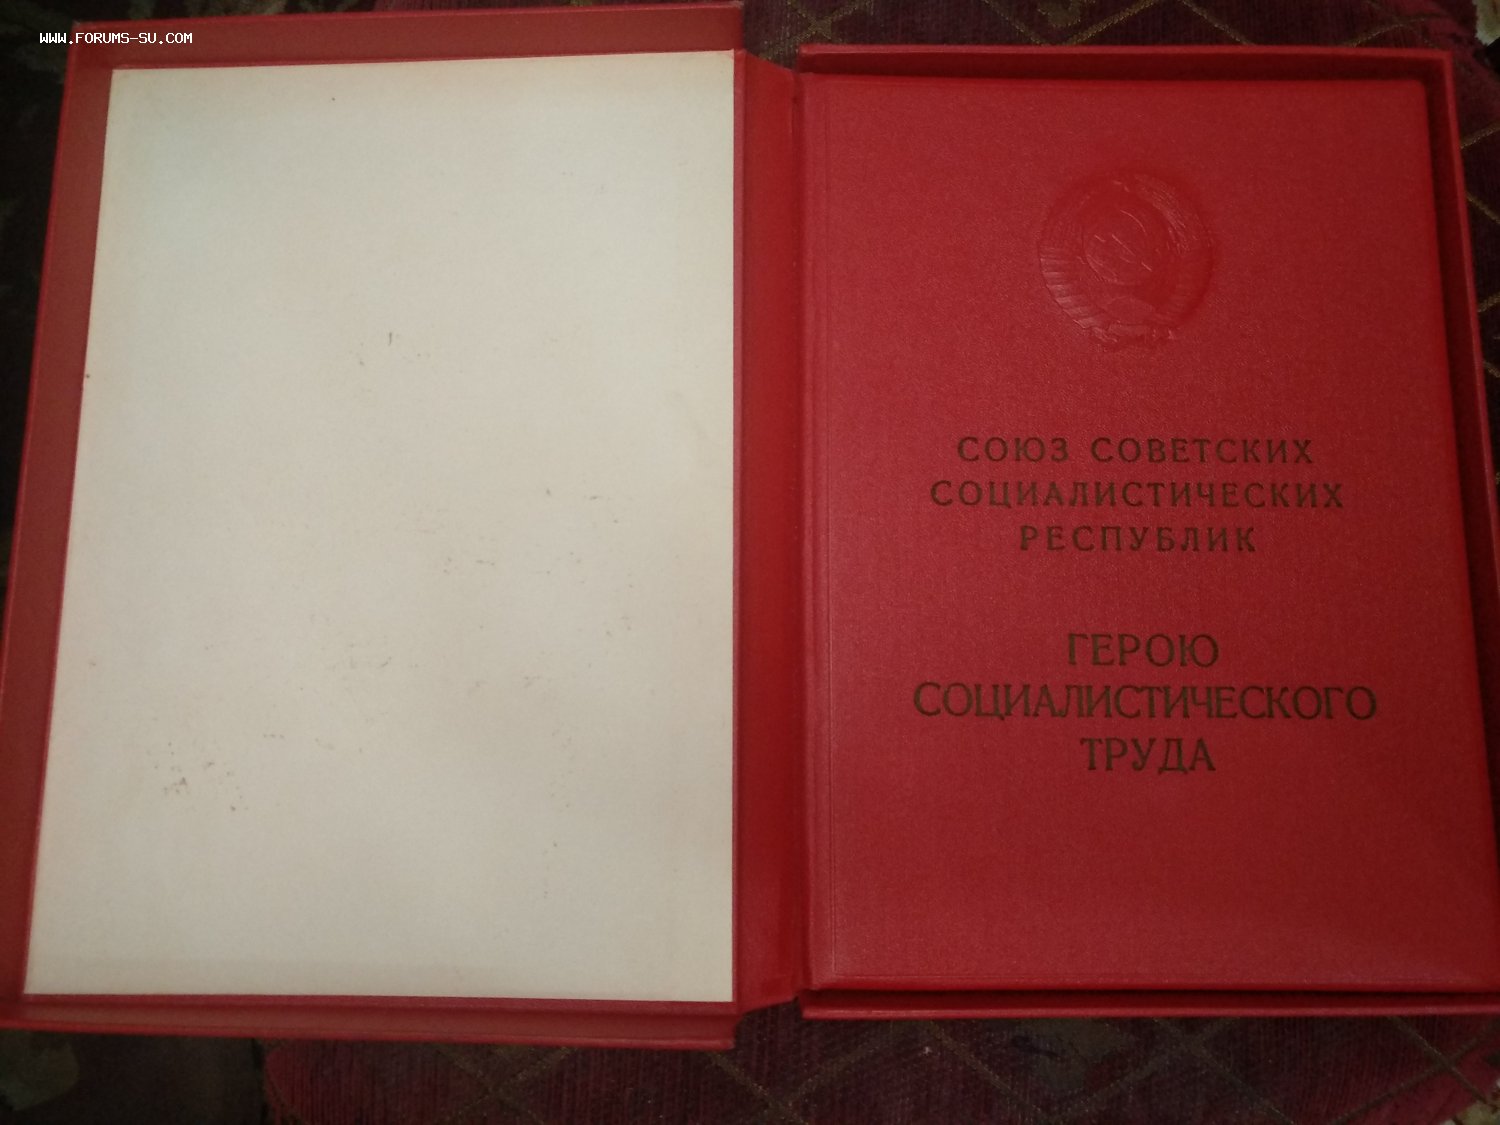 WWW.FORUMS-SU.COM
СОЮЗ СОВЕТСКИХ
СОЦИАЛИСТИЧЕСКИХ
РЕСПУБЛИК
ГЕРОЮ
СОЦИАЛИСТИЧЕСКОГО
ТРУДА